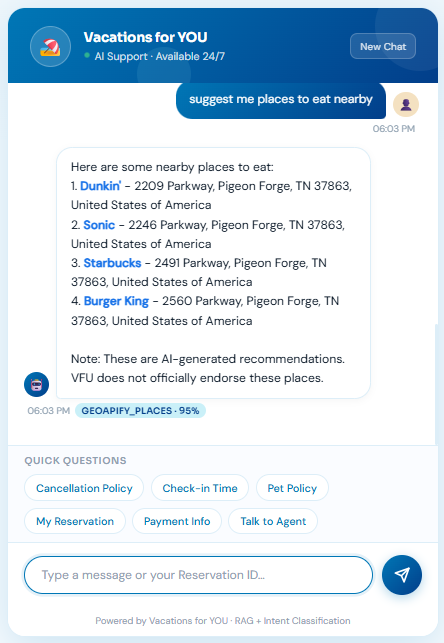 Vacations for YOU
AI Support · Available 24/7
New Chat
suggest me places to eat nearby
06:03 PM
Here are some nearby places to eat:
1. Dunkin' - 2209 Parkway, Pigeon Forge, TN 37863,
United States of America
2. Sonic - 2246 Parkway, Pigeon Forge, TN 37863,
United States of America
3. Starbucks - 2491 Parkway, Pigeon Forge, TN
37863, United States of America
4. Burger King - 2560 Parkway, Pigeon Forge, TN
37863, United States of America
Note: These are AI-generated recommendations.
VFU does not officially endorse these places.
06:03 PM GEOAPIFY_PLACES · 95%
QUICK QUESTIONS
Cancellation Policy Check-in Time Pet Policy
My Reservation Payment Info Talk to Agent
Type a message or your Reservation ID...
Powered by Vacations for YOU · RAG + Intent Classification